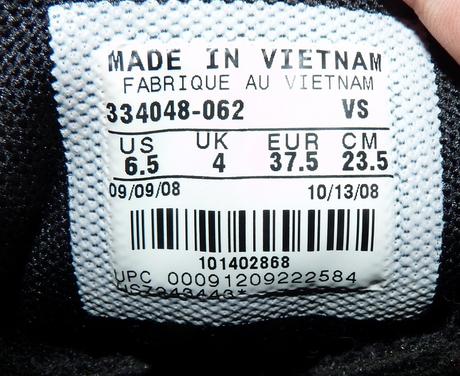 MADE IN VIETNAM
FABRIQUE AU VIETNAM
334048-062 VS
US UK EUR CM
6.5 4 37.5 23.5
09/09/08 10/13/08
101402868
UPC 00091209222584